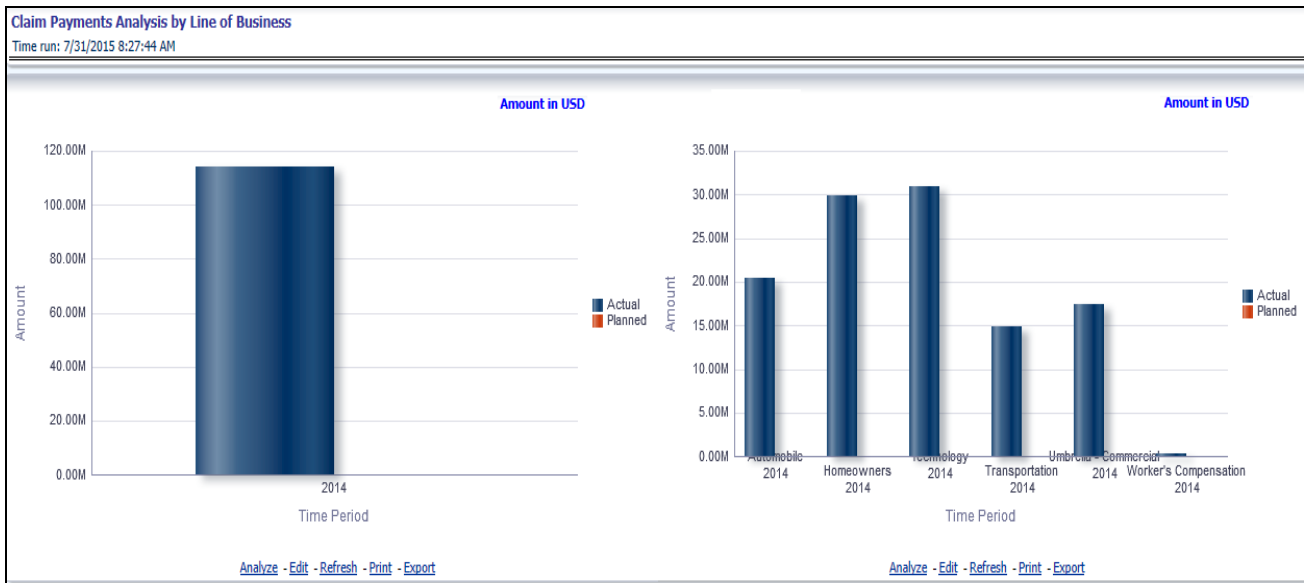 Claim Payments Analysis by Line of Business
Time run: 7/31/2015 8:27:44 AM
Amount in USD
120.00M
100.00M
80.00M
60.00M
40.00M
20.00M
0.00M
Amount
2014
Time Period
Actual
Planned
Analyze - Edit - Refresh - Print - Export
Amount in USD
35.00M
30.00M
25.00M
20.00M
15.00M
10.00M
5.00M
0.00M
Amount
Automobile
2014
Homeowners
2014
Technology
2014
Transportation
2014
Umbrella - Commercial
2014
Worker's Compensation
2014
Time Period
Actual
Planned
Analyze - Edit - Refresh - Print - Export